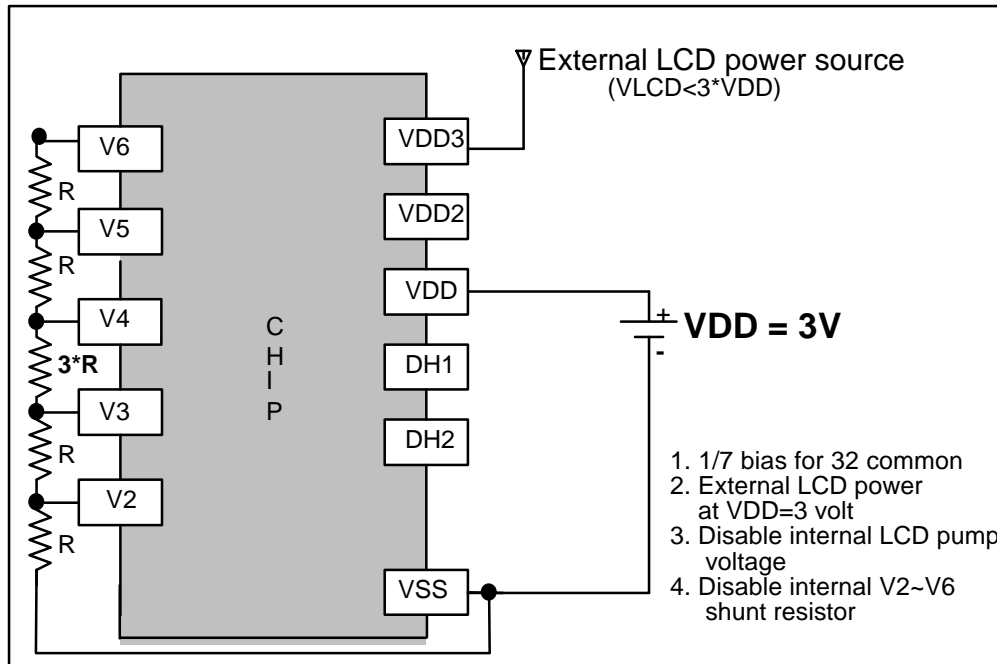 External LCD power source
(VLCD<3*VDD)
V6
VDD3
R
V5
VDD2
R
VDD
V4
+
VDD = 3V
-
C
H
I
P
3*R
DH1
V3
DH2
R
1. 1/7 bias for 32 common
2. External LCD power
at VDD=3 volt
3. Disable internal LCD pump
voltage
4. Disable internal V2~V6
shunt resistor
V2
R
VSS